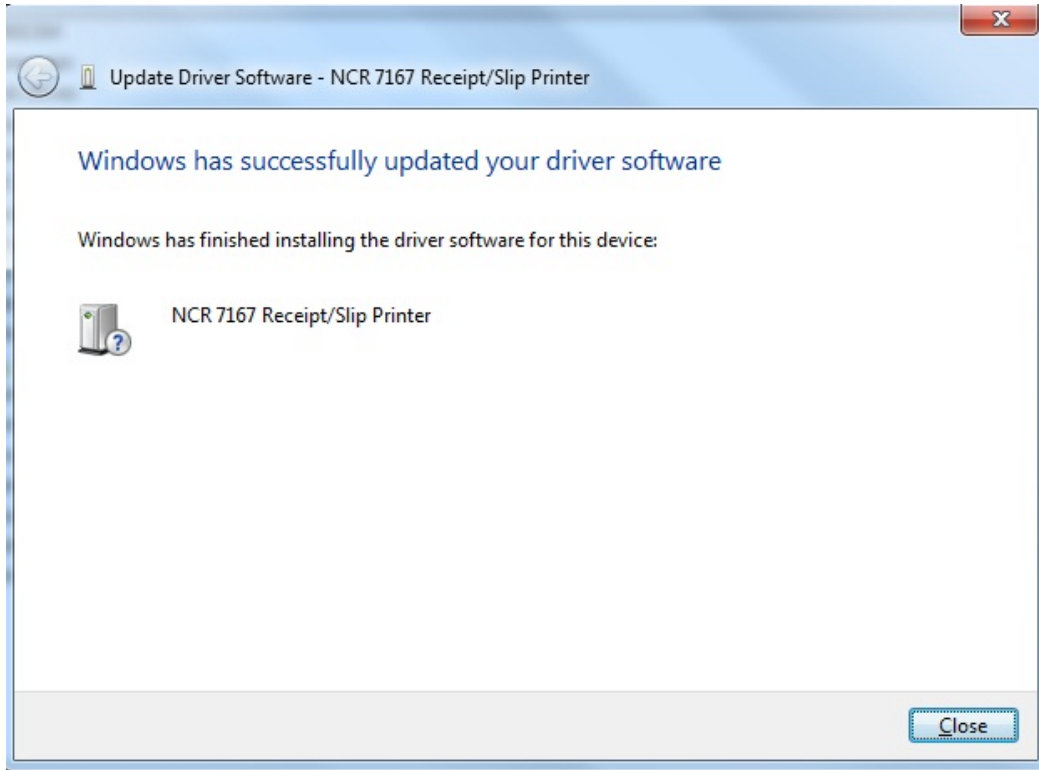 Update Driver Software - NCR 7167 Receipt/Slip Printer
Windows has successfully updated your driver software
Windows has finished installing the driver software for this device:
NCR 7167 Receipt/Slip Printer
Close